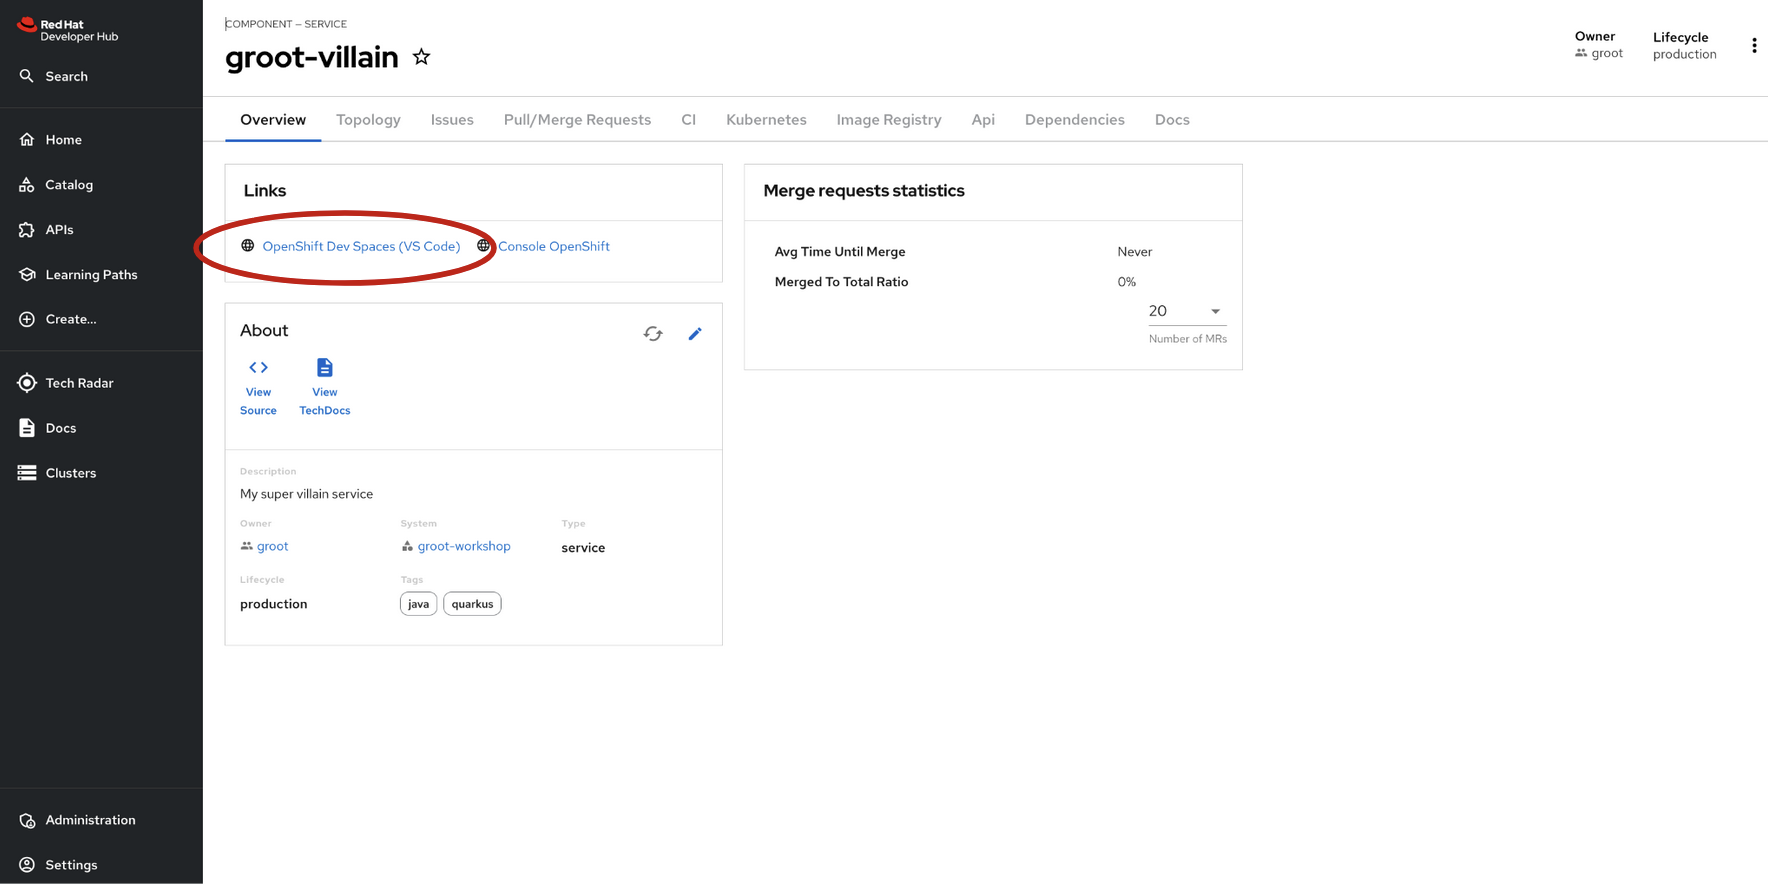 Red Hat
Developer Hub
Search
Home
Catalog
APIs
Learning Paths
Create...
Tech Radar
Docs
Clusters
Administration
Settings
COMPONENT — SERVICE
groot-villain
Owner
groot
Lifecycle
production
Overview Topology Issues Pull/Merge Requests CI Kubernetes Image Registry Api Dependencies Docs
Links
OpenShift Dev Spaces (VS Code) Console OpenShift
About
View Source
View TechDocs
Description
My super villain service
Owner
groot
System
groot-workshop
Type
service
Lifecycle
production
Tags
java quarkus
Merge requests statistics
Avg Time Until Merge Never
Merged To Total Ratio 0%
20
Number of MRs